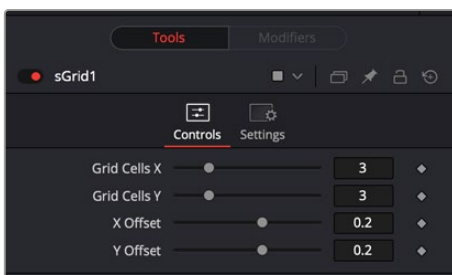 Tools Modifiers
sGrid1
Controls Settings
Grid Cells X 3
Grid Cells Y 3
X Offset 0.2
Y Offset 0.2